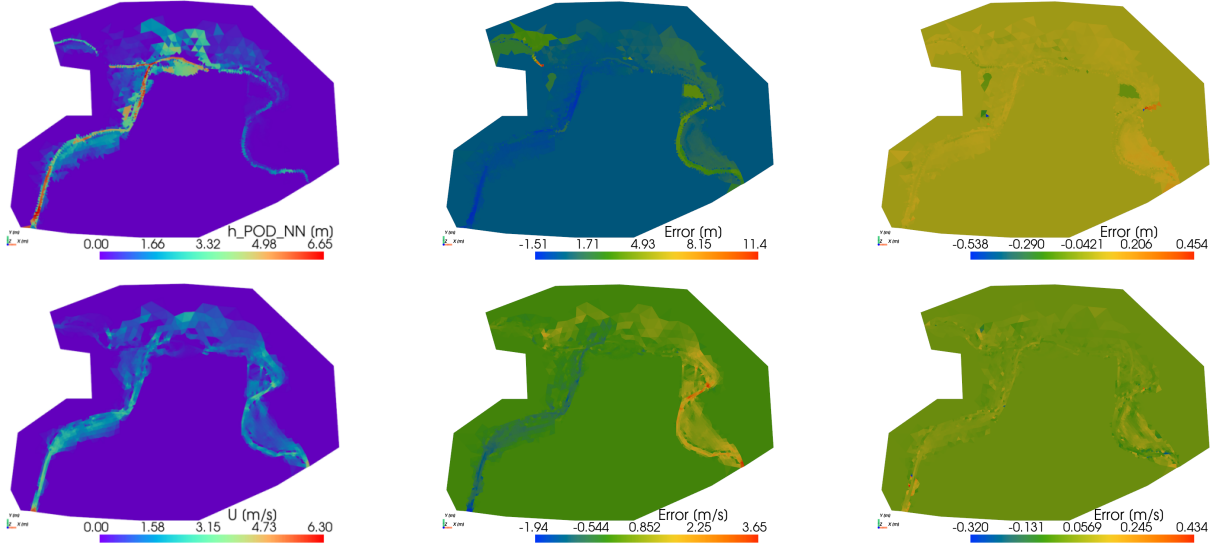 h_POD_NN (m)
0.00 1.66 3.32 4.98 6.65
Error (m)
-1.51 1.71 4.93 8.15 11.4
Error (m)
-0.538 -0.290 -0.0421 0.206 0.454
U (m/s)
0.00 1.58 3.15 4.73 6.30
Error (m/s)
-1.94 -0.544 0.852 2.25 3.65
Error (m/s)
-0.320 -0.131 0.0569 0.245 0.434